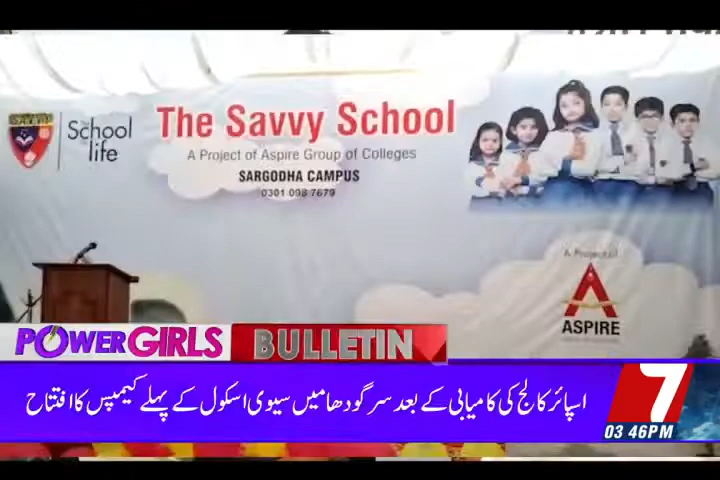 School
life
The Savvy School
A Project of Aspire Group of Colleges
SARGODHA CAMPUS
0301 098 7679
A Project of
ASPIRE
POWERGIRLS BULLETIN
اسپائر کالج کی کامیابی کے بعد سرگودھا میں سیوی اسکول کے پہلے کیمپس کا افتتاح
7
03 46PM